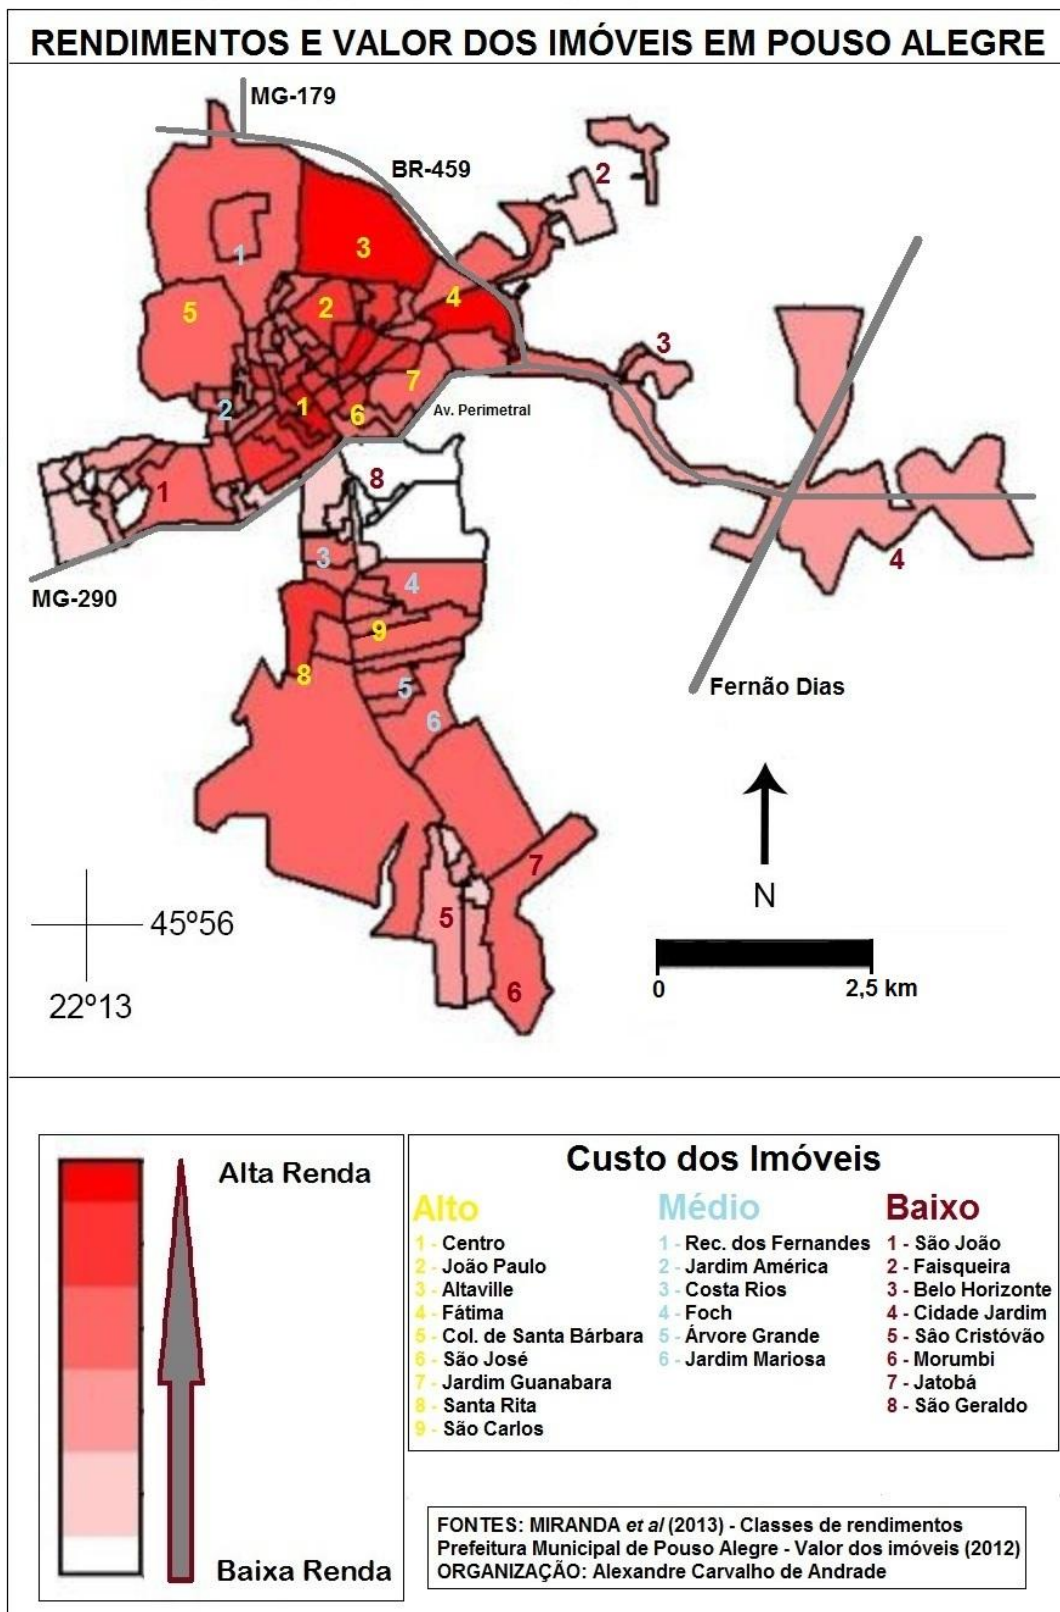 RENDIMENTOS E VALOR DOS IMÓVEIS EM POUSO ALEGRE
MG-179
BR-459
2
1
3
5
2
4
3
7
2
1
6
Av. Perimetral
1
8
4
MG-290
3
4
9
8
5
6
Fernão Dias
7
N
5
45º56
6
0
2,5 km
22º13
Alta Renda
Baixa Renda
Custo dos Imóveis
Alto
1 - Centro
2 - João Paulo
3 - Altaville
4 - Fátima
5 - Col. de Santa Bárbara
6 - São José
7 - Jardim Guanabara
8 - Santa Rita
9 - São Carlos
Médio
1 - Rec. dos Fernandes
2 - Jardim América
3 - Costa Rios
4 - Foch
5 - Árvore Grande
6 - Jardim Mariosa
Baixo
1 - São João
2 - Faisqueira
3 - Belo Horizonte
4 - Cidade Jardim
5 - Sâo Cristóvão
6 - Morumbi
7 - Jatobá
8 - São Geraldo
FONTES: MIRANDA et al (2013) - Classes de rendimentos
Prefeitura Municipal de Pouso Alegre - Valor dos imóveis (2012)
ORGANIZAÇÃO: Alexandre Carvalho de Andrade